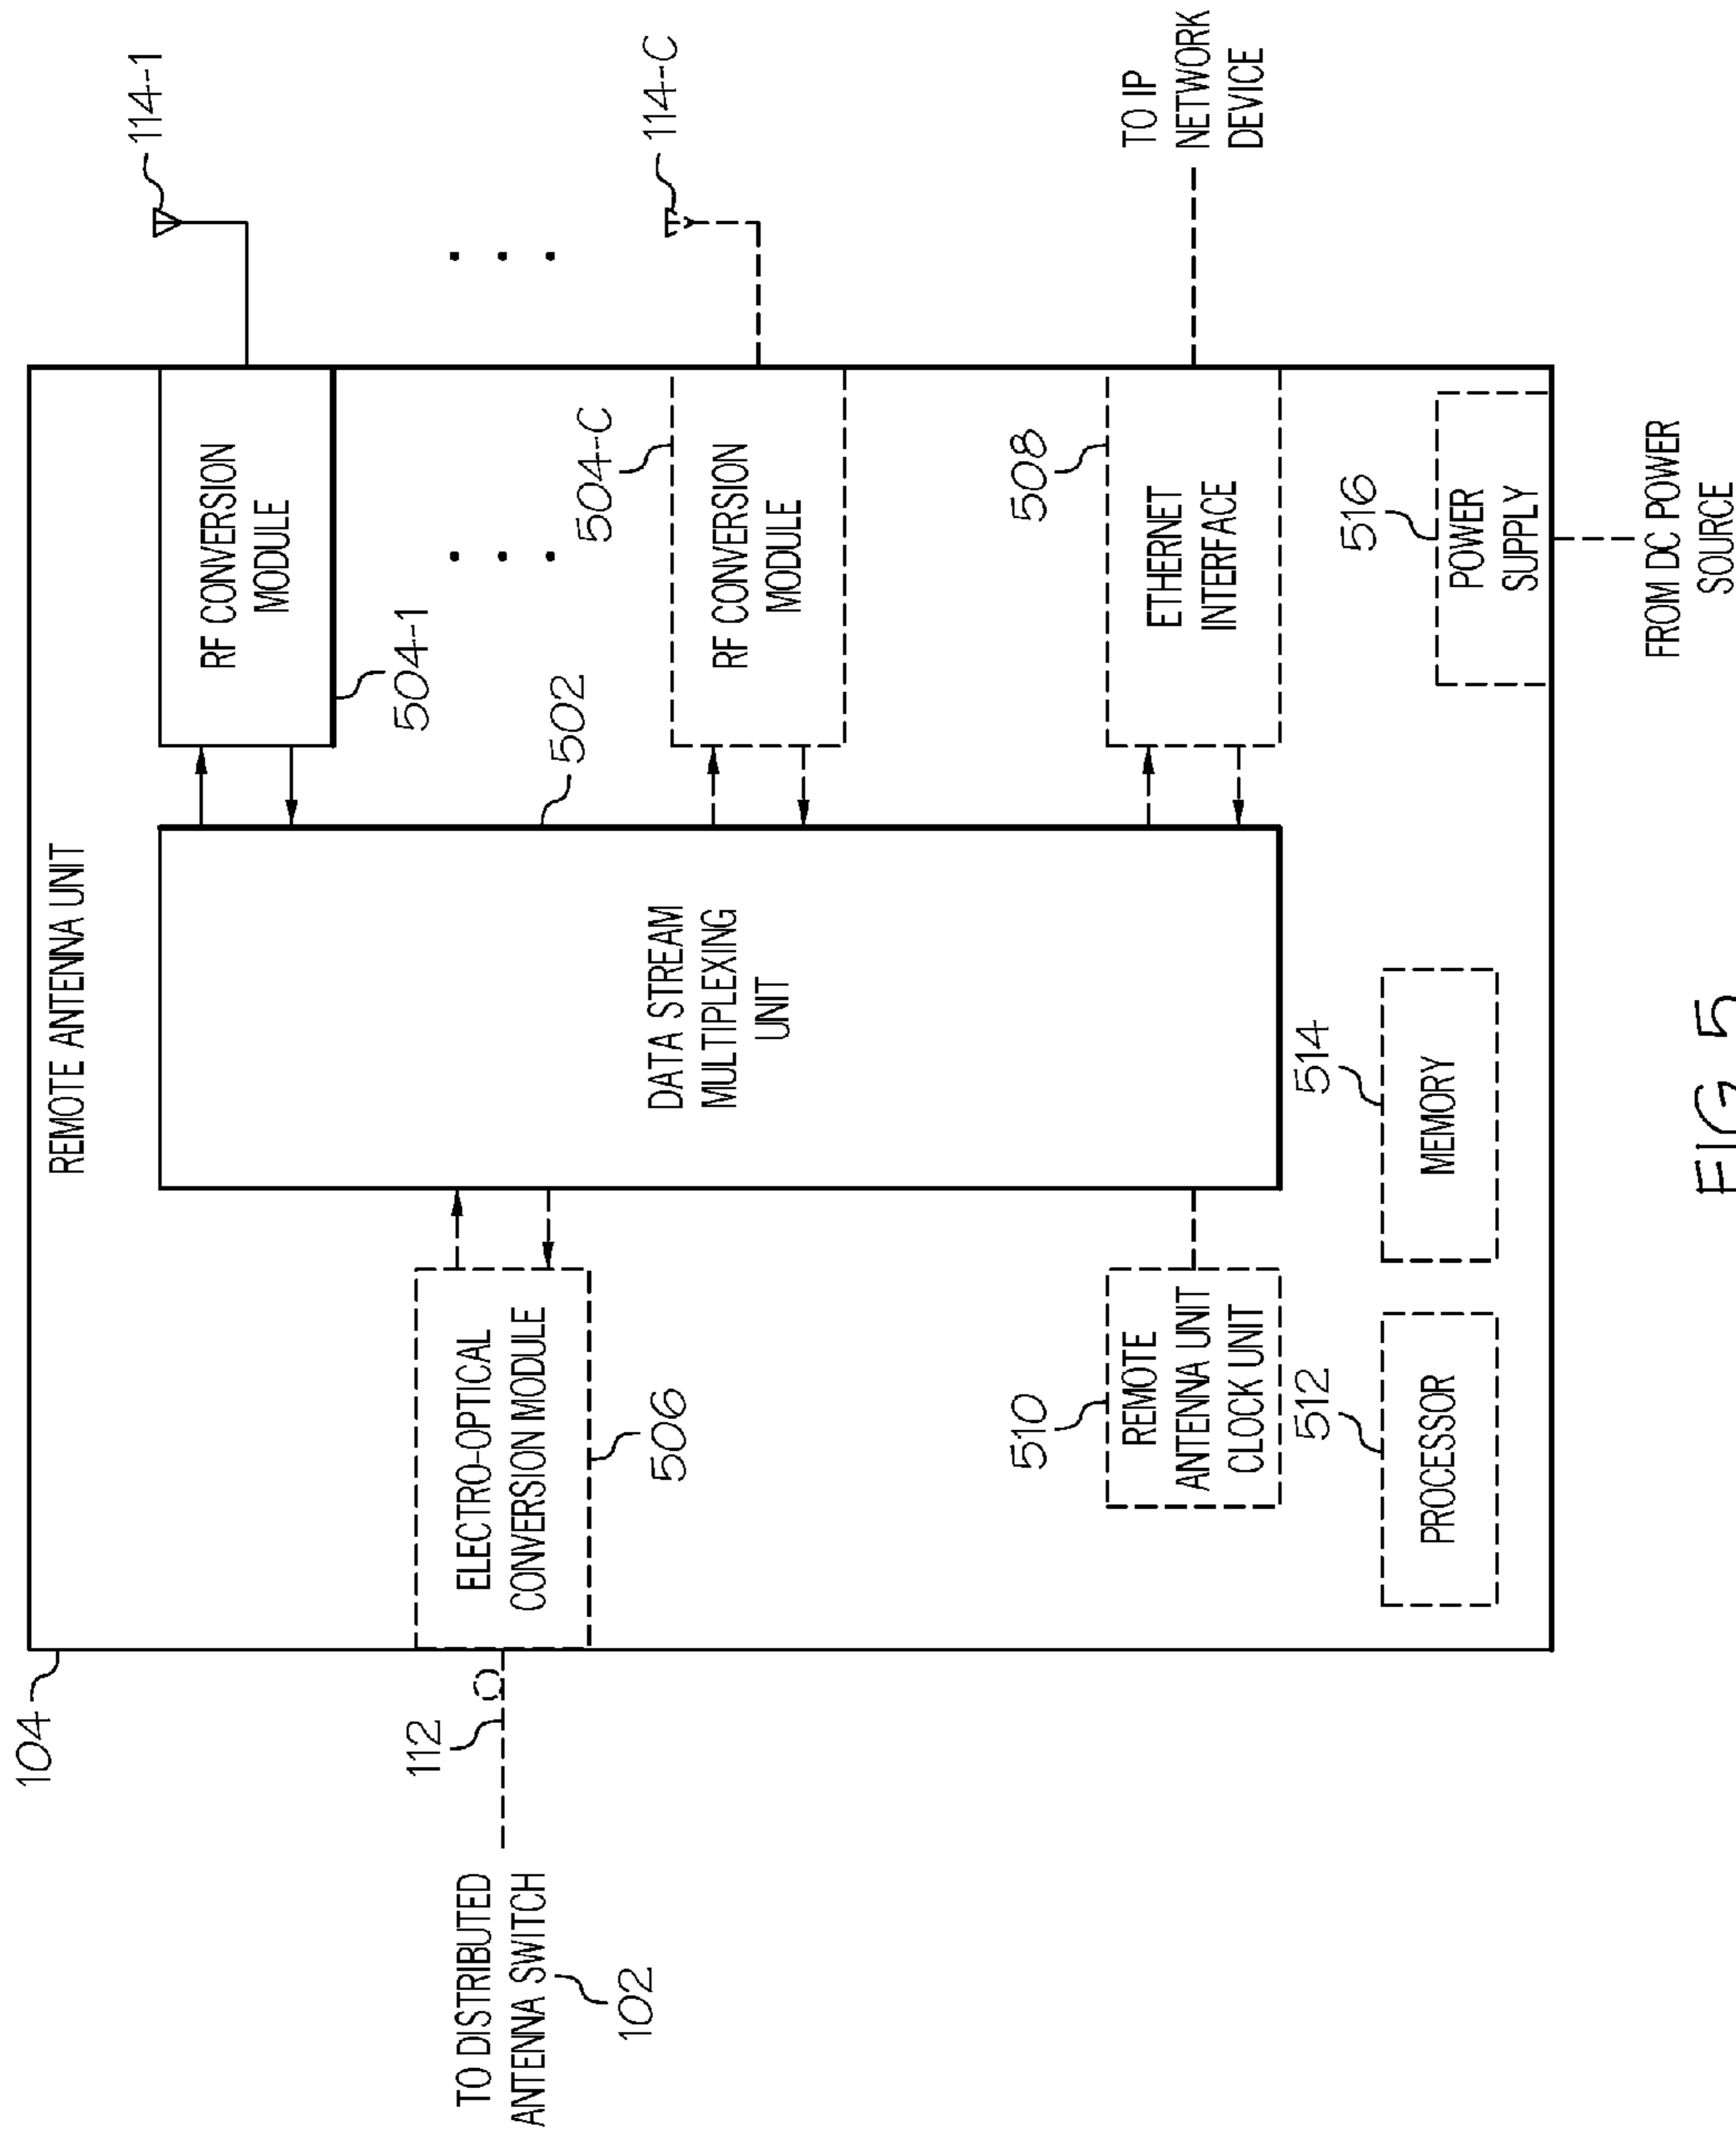 104
REMOTE ANTENNA UNIT
114-1
RF CONVERSION
MODULE
504-1
502
DATA STREAM
MULTIPLEXING
UNIT
TO DISTRIBUTED
ANTENNA SWITCH
102
112
ELECTRO-OPTICAL
CONVERSION MODULE
506
504-C
RF CONVERSION
MODULE
114-C
508
ETHERNET
INTERFACE
TO IP
NETWORK
DEVICE
510
REMOTE
ANTENNA UNIT
CLOCK UNIT
512
PROCESSOR
514
MEMORY
516
POWER
SUPPLY
FROM DC POWER
SOURCE
FIG. 5